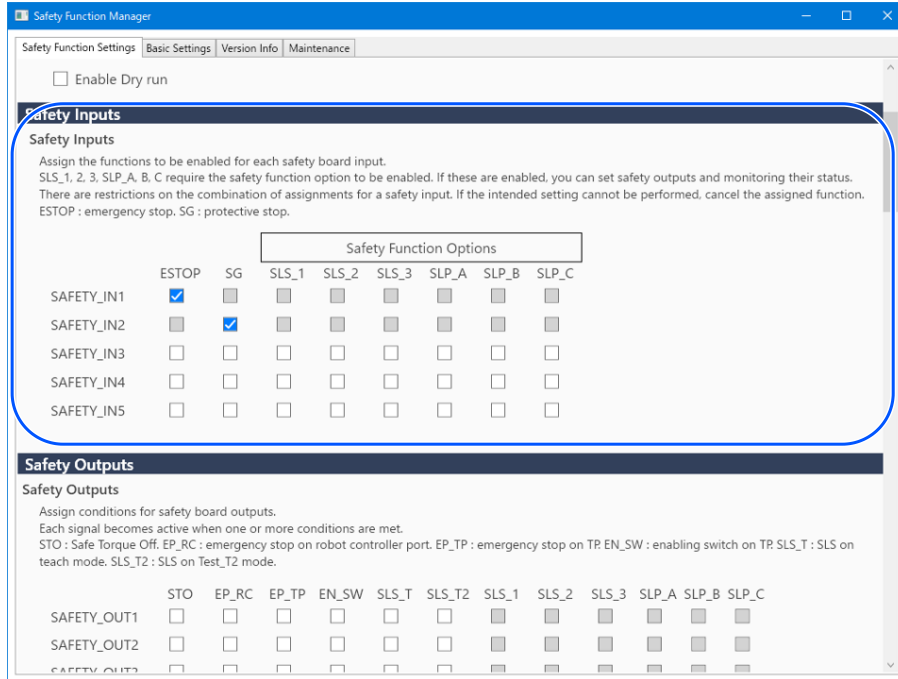 Safety Function Manager
Safety Function Settings Basic Settings Version Info Maintenance
Enable Dry run
Safety Inputs
Safety Inputs
Assign the functions to be enabled for each safety board input.
SLS_1, 2, 3, SLP_A, B, C require the safety function option to be enabled. If these are enabled, you can set safety outputs and monitoring their status.
There are restrictions on the combination of assignments for a safety input. If the intended setting cannot be performed, cancel the assigned function.
ESTOP : emergency stop. SG : protective stop.
Safety Function Options
ESTOP SG SLS_1 SLS_2 SLS_3 SLP_A SLP_B SLP_C
SAFETY_IN1
SAFETY_IN2
SAFETY_IN3
SAFETY_IN4
SAFETY_IN5
Safety Outputs
Safety Outputs
Assign conditions for safety board outputs.
Each signal becomes active when one or more conditions are met.
STO : Safe Torque Off. EP_RC : emergency stop on robot controller port. EP_TP : emergency stop on TP. EN_SW : enabling switch on TP. SLS_T : SLS on
teach mode. SLS_T2 : SLS on Test_T2 mode.
STO EP_RC EP_TP EN_SW SLS_T SLS_T2 SLS_1 SLS_2 SLS_3 SLP_A SLP_B SLP_C
SAFETY_OUT1
SAFETY_OUT2
SAFETY_OUT3